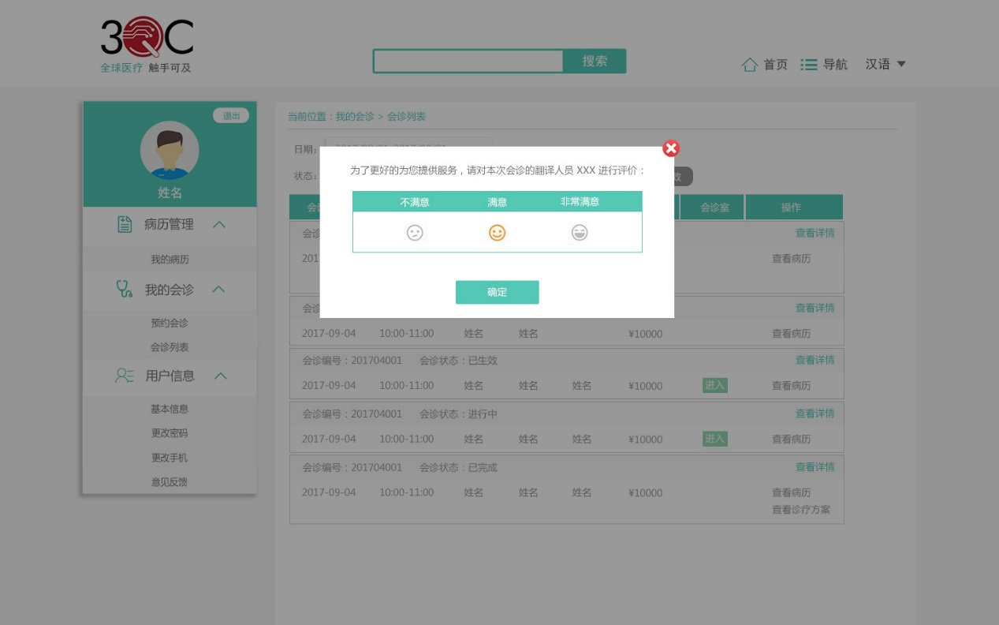 3QC
全球医疗 触手可及
搜索
首页 导航 汉语
退出
姓名
病历管理
我的病历
我的会诊
预约会诊
会诊列表
用户信息
基本信息
更改密码
更改手机
意见反馈
当前位置：我的会诊 > 会诊列表
日期：
状态：
为了更好的为您提供服务，请对本次会诊的翻译人员 XXX 进行评价：
不满意 满意 非常满意
确定
会诊室 操作
查看详情
查看病历
查看详情
2017-09-04 10:00-11:00 姓名 姓名 ¥10000 查看病历
会诊编号：201704001 会诊状态：已生效 查看详情
2017-09-04 10:00-11:00 姓名 姓名 姓名 ¥10000 进入 查看病历
会诊编号：201704001 会诊状态：进行中 查看详情
2017-09-04 10:00-11:00 姓名 姓名 姓名 ¥10000 进入 查看病历
会诊编号：201704001 会诊状态：已完成 查看详情
2017-09-04 10:00-11:00 姓名 姓名 姓名 ¥10000 查看病历
查看诊疗方案